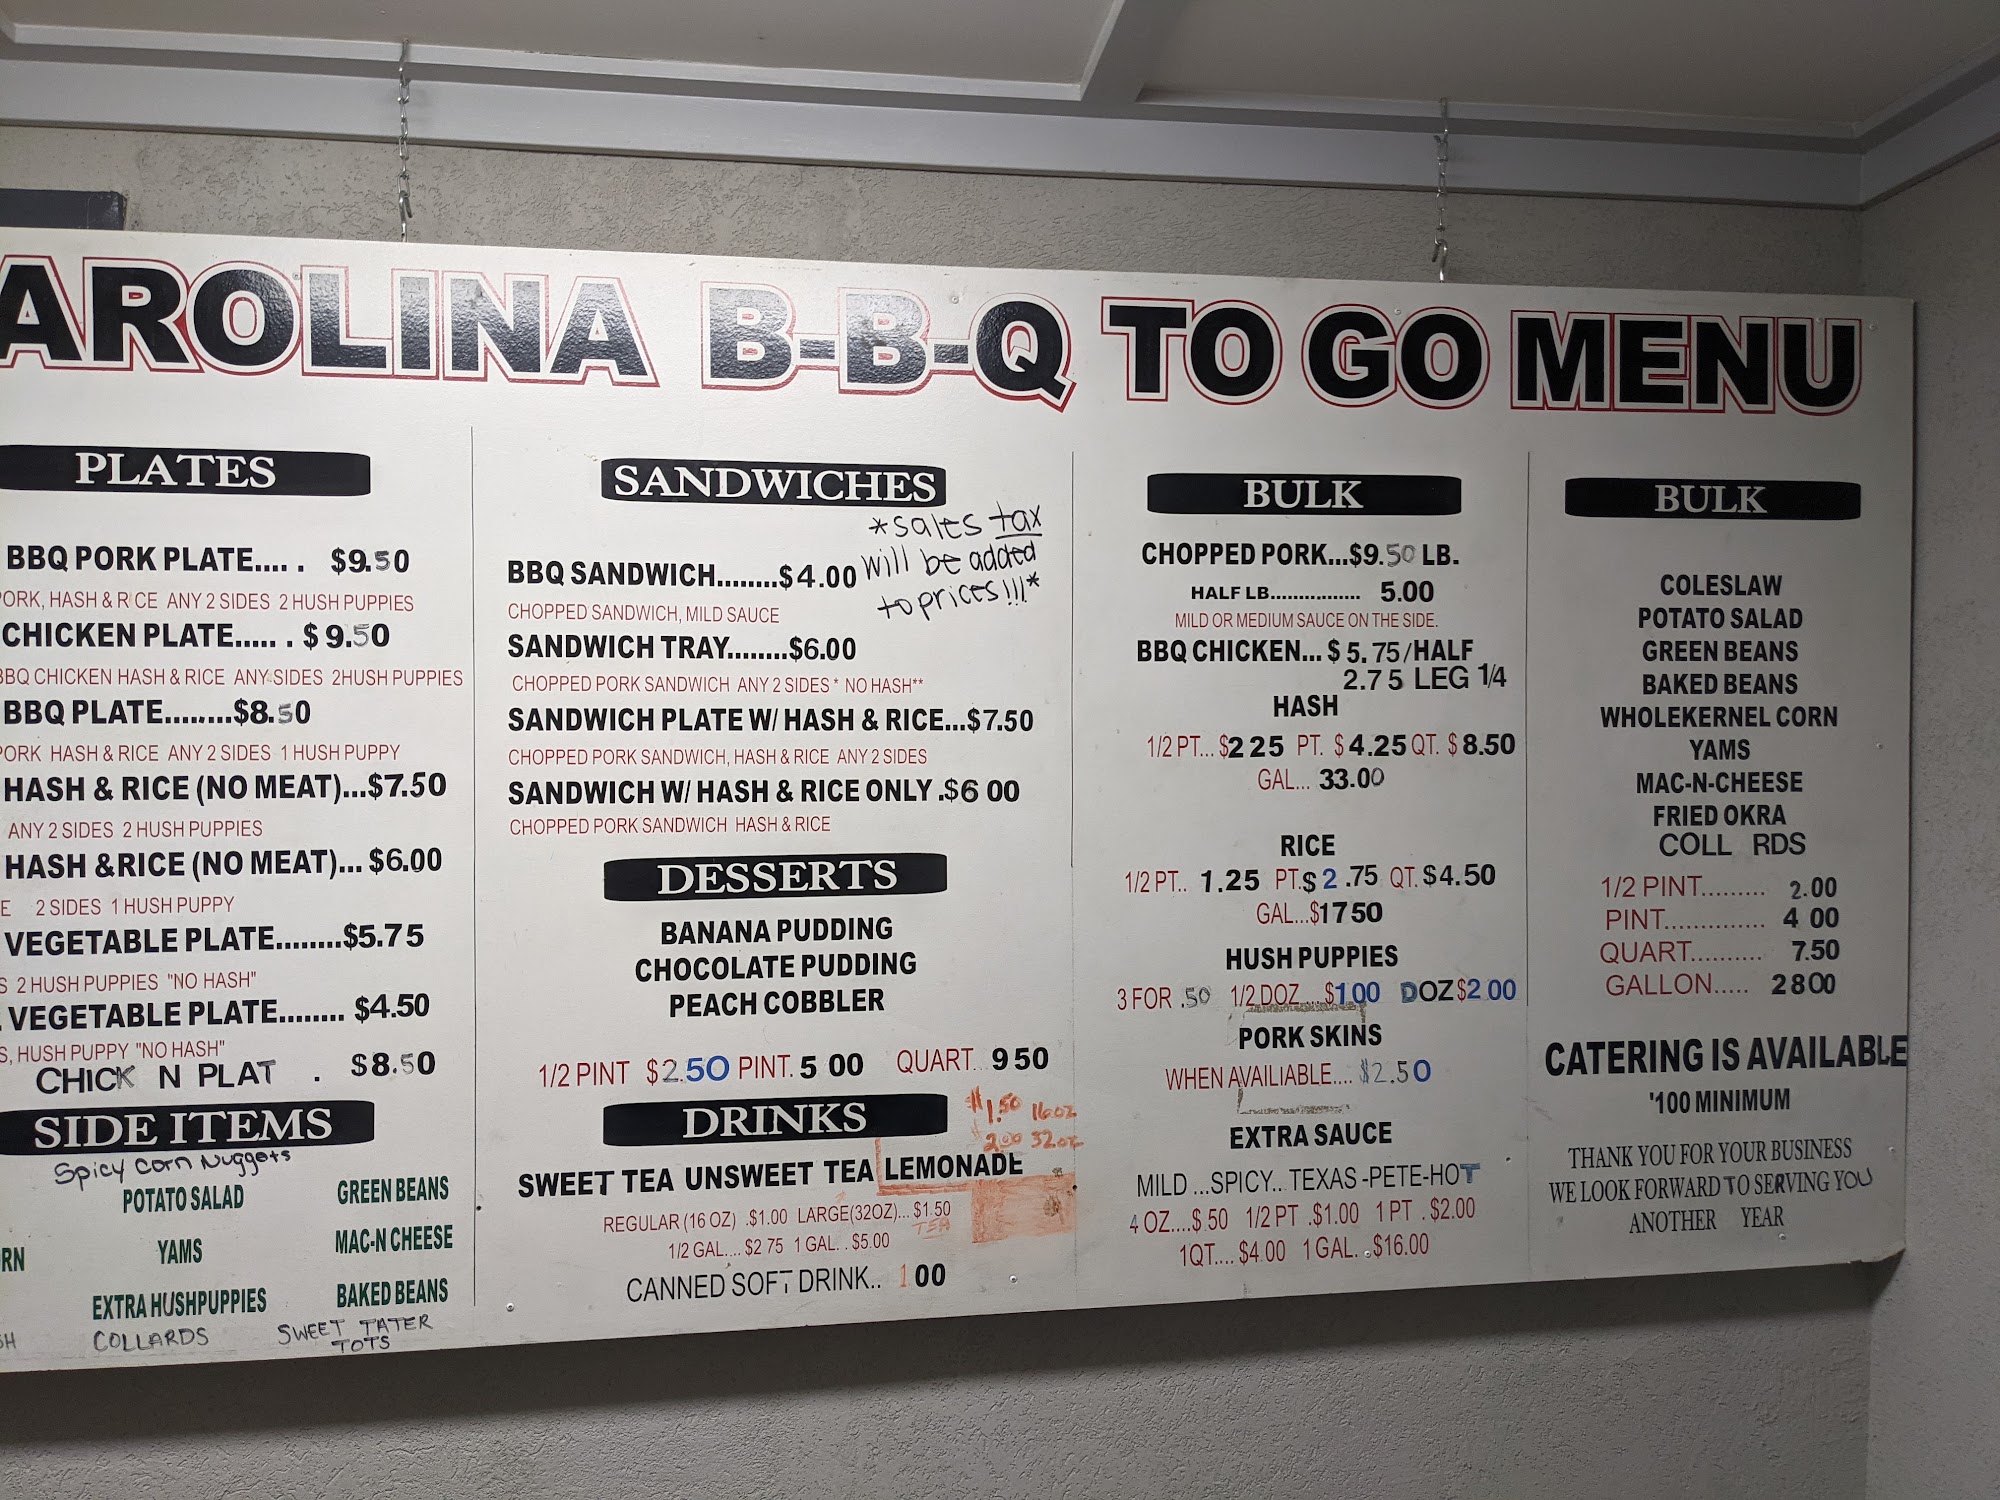 AROLINA B-B-Q TO GO MENU
PLATES
BBQ PORK PLATE.... . $9.50
PORK, HASH & RICE ANY 2 SIDES 2 HUSH PUPPIES
CHICKEN PLATE..... . $9.50
BBQ CHICKEN HASH & RICE ANY SIDES 2HUSH PUPPIES
BBQ PLATE........$8.50
PORK HASH & RICE ANY 2 SIDES 1 HUSH PUPPY
HASH & RICE (NO MEAT)...$7.50
ANY 2 SIDES 2 HUSH PUPPIES
HASH &RICE (NO MEAT)... $6.00
E 2 SIDES 1 HUSH PUPPY
VEGETABLE PLATE........$5.75
S 2 HUSH PUPPIES "NO HASH"
. VEGETABLE PLATE........ $4.50
S, HUSH PUPPY "NO HASH"
CHICK N PLAT . $8.50
SIDE ITEMS
Spicy Corn Nuggets
POTATO SALAD GREEN BEANS
RN YAMS MAC-N CHEESE
EXTRA HUSHPUPPIES BAKED BEANS
SH COLLARDS SWEET TATER
TOTS
SANDWICHES
*sales tax
will be added
to prices!!!*
BBQ SANDWICH........$4.00
CHOPPED SANDWICH, MILD SAUCE
SANDWICH TRAY........$6.00
CHOPPED PORK SANDWICH ANY 2 SIDES * NO HASH**
SANDWICH PLATE W/ HASH & RICE...$7.50
CHOPPED PORK SANDWICH, HASH & RICE ANY 2 SIDES
SANDWICH W/ HASH & RICE ONLY .$6 00
CHOPPED PORK SANDWICH HASH & RICE
DESSERTS
BANANA PUDDING
CHOCOLATE PUDDING
PEACH COBBLER
1/2 PINT $2.50 PINT. 5 00 QUART... 9 50
DRINKS
$1.50 16oz
$2.00 32oz
SWEET TEA UNSWEET TEA LEMONADE
REGULAR (16 OZ) .$1.00 LARGE(32OZ)... $1.50
TEA
1/2 GAL.... $2 75 1 GAL. . $5.00
CANNED SOFT DRINK.. 1 00
BULK
CHOPPED PORK...$9.50 LB.
HALF LB................ 5.00
MILD OR MEDIUM SAUCE ON THE SIDE.
BBQ CHICKEN... $ 5.75/HALF
2.75 LEG 1/4
HASH
1/2 PT... $2 25 PT. $ 4.25 QT. $ 8.50
GAL... 33.00
RICE
1/2 PT.. 1.25 PT.$ 2 .75 QT. $4.50
GAL...$17 50
HUSH PUPPIES
3 FOR .50 1/2 DOZ....$1 00 DOZ $2 00
PORK SKINS
WHEN AVAILIABLE.... $2.50
EXTRA SAUCE
MILD ...SPICY.. TEXAS -PETE-HOT
4 OZ....$.50 1/2 PT .$1.00 1 PT . $2.00
1QT.... $4.00 1 GAL. . $16.00
BULK
COLESLAW
POTATO SALAD
GREEN BEANS
BAKED BEANS
WHOLEKERNEL CORN
YAMS
MAC-N-CHEESE
FRIED OKRA
COLL RDS
1/2 PINT......... 2.00
PINT.............. 4 00
QUART.......... 7.50
GALLON..... 28 00
CATERING IS AVAILABLE
'100 MINIMUM
THANK YOU FOR YOUR BUSINESS
WE LOOK FORWARD TO SERVING YOU
ANOTHER YEAR